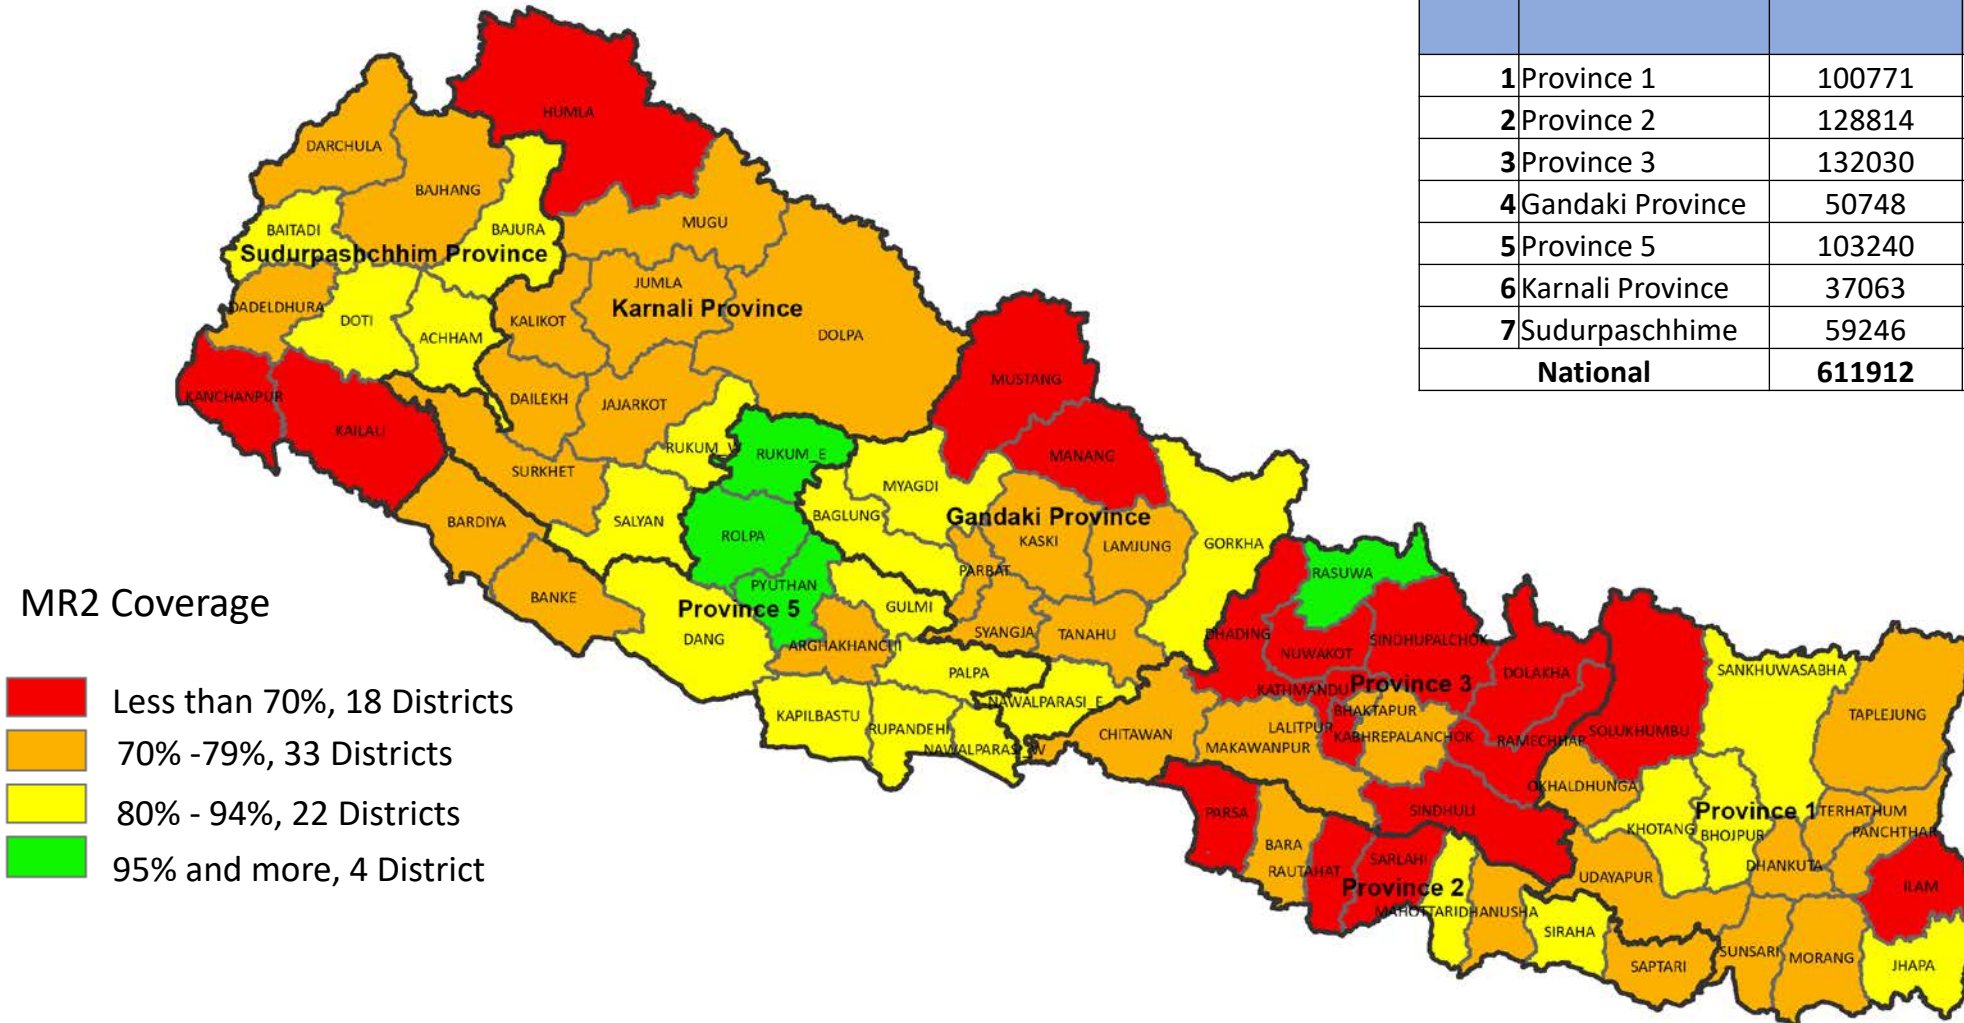 1 Province 1 100771
2 Province 2 128814
3 Province 3 132030
4 Gandaki Province 50748
5 Province 5 103240
6 Karnali Province 37063
7 Sudurpaschhime 59246
National 611912
HUMLA
DARCHULA
BAJHANG
MUGU
BAITADI
BAJURA
Sudurpashchhim Province
JUMLA
DADELDHURA
Karnali Province
DOTI
KALIKOT
ACHHAM
DOLPA
MUSTANG
KANCHANPUR
DAILEKH
JAJARKOT
KAILALI
RUKUM_W
RUKUM_E
MANANG
SURKHET
MYAGDI
BARDIYA
SALYAN
BAGLUNG
Gandaki Province
ROLPA
KASKI
LAMJUNG
GORKHA
PARBAT
RASUWA
PYUTHAN
BANKE
Province 5
GULMI
DANG
ARGHAKHANCHI
SYANGJA
TANAHU
DHADING
NUWAKOT
SINDHUPALCHOK
PALPA
DOLAKHA
SANKHUWASABHA
KATHMANDU
Province 3
NAWALPARASI_E
BHAKTAPUR
KAPILBASTU
TAPLEJUNG
RUPANDEHI
LALITPUR
CHITAWAN
KABHREPALANCHOK
RAMECHHAP
SOLUKHUMBU
NAWALPARASI_W
MAKAWANPUR
OKHALDHUNGA
PARSA
SINDHULI
Province 1
TERHATHUM
KHOTANG
BHOJPUR
PANCHTHAR
BARA
SARLAHI
RAUTAHAT
DHANKUTA
UDAYAPUR
Province 2
ILAM
MAHOTTARI
DHANUSHA
SIRAHA
SUNSARI
MORANG
SAPTARI
JHAPA
MR2 Coverage
Less than 70%, 18 Districts
70% -79%, 33 Districts
80% - 94%, 22 Districts
95% and more, 4 District